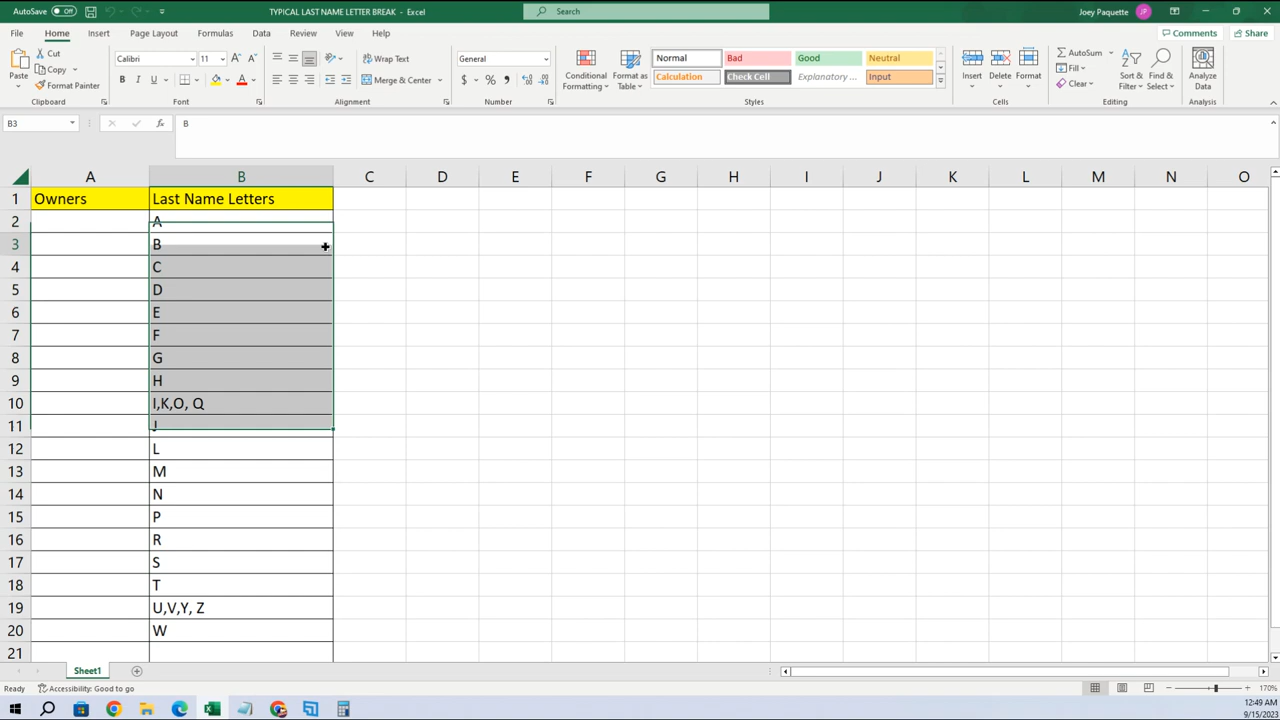 AutoSave Off
TYPICAL LAST NAME LETTER BREAK - Excel
Search
Joey Paquette JP
File Home Insert Page Layout Formulas Data Review View Help
Comments Share
Paste
Cut
Copy
Format Painter
Clipboard
Calibri 11
B I U
Font
Wrap Text
Merge & Center
Alignment
General
$ % ,
Number
Conditional Formatting
Format as Table
Normal Bad Good Neutral
Calculation Check Cell Explanatory ... Input
Styles
Insert Delete Format
Cells
AutoSum
Fill
Clear
Sort & Filter
Find & Select
Editing
Analyze Data
Analysis
B3 fx B
A B C D E F G H I J K L M N O
1 Owners Last Name Letters
2 A
3 B
4 C
5 D
6 E
7 F
8 G
9 H
10 I,K,O, Q
11 J
12 L
13 M
14 N
15 P
16 R
17 S
18 T
19 U,V,Y, Z
20 W
21
Sheet1
Ready Accessibility: Good to go 170%
12:49 AM
9/15/2023